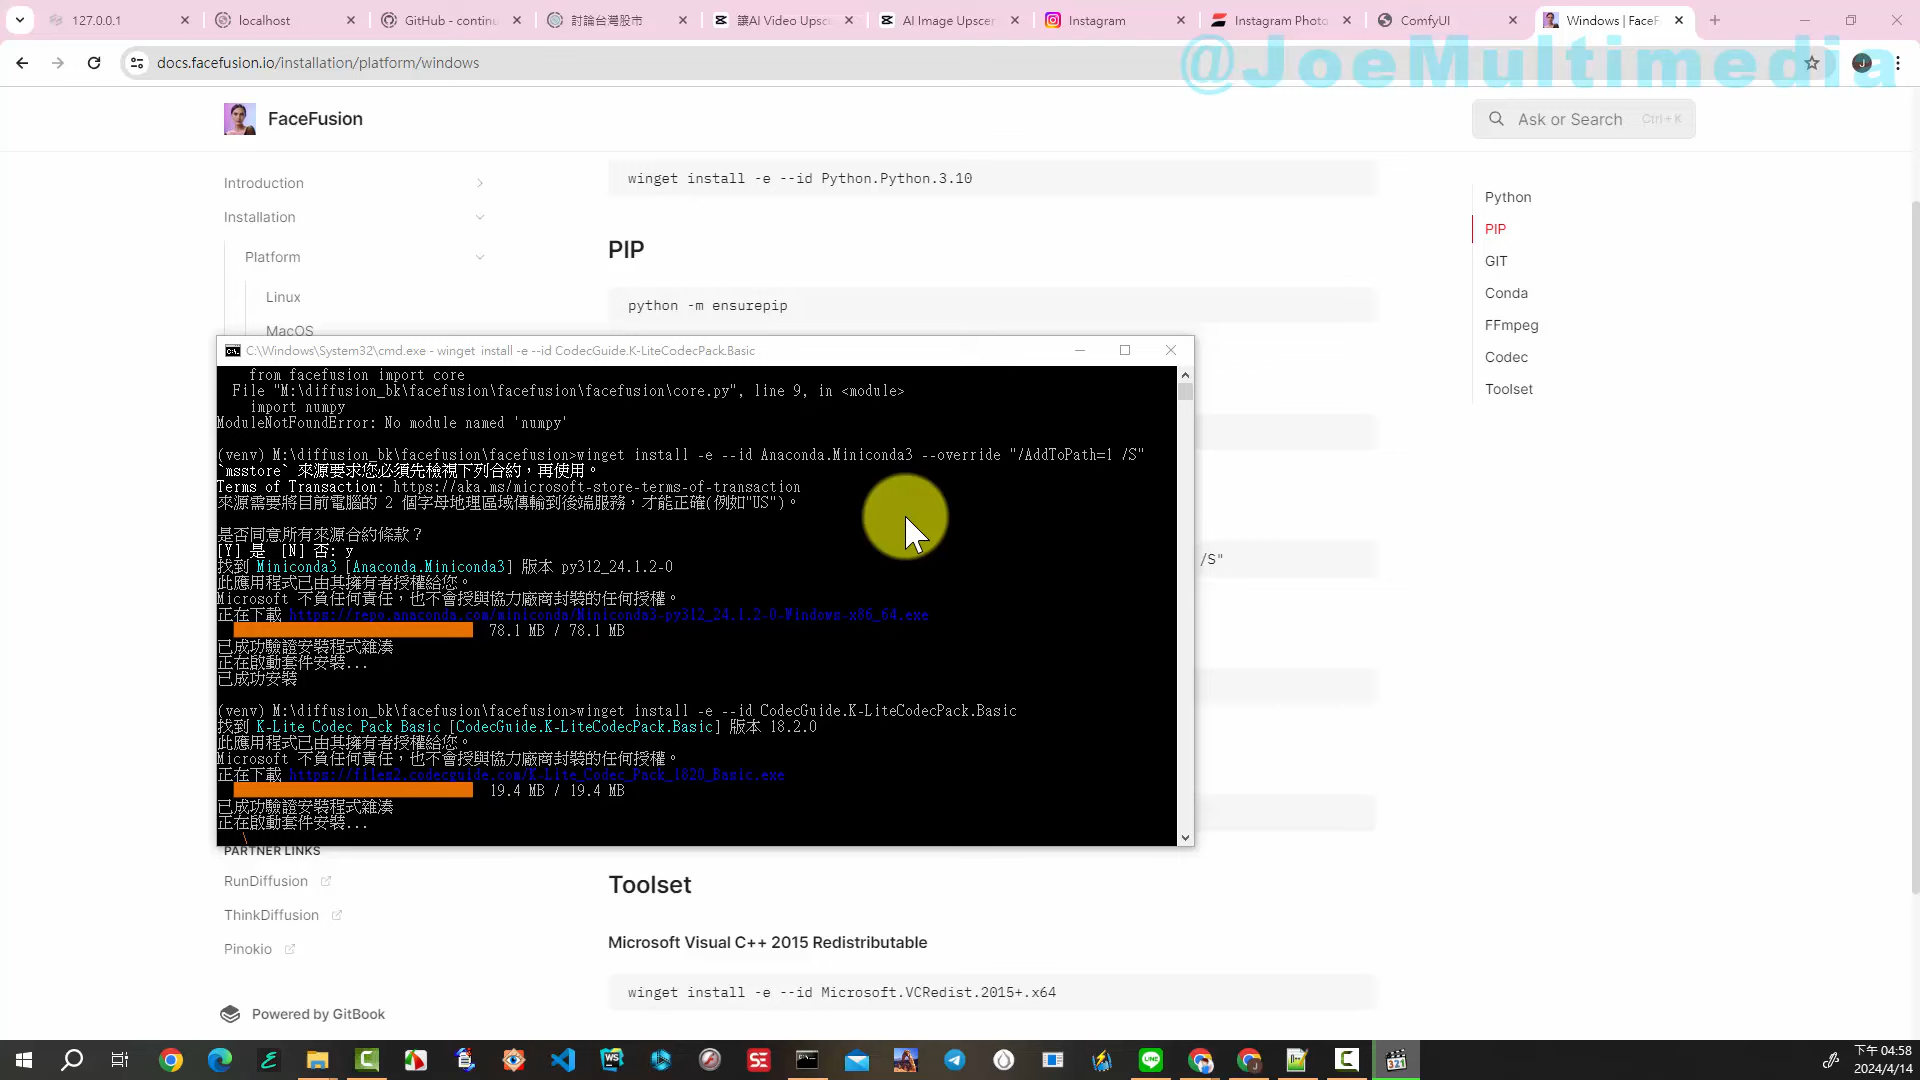 127.0.0.1
localhost
GitHub - contin
討論台灣股市
讓AI Video Upsc
AI Image Upscer
Instagram
Instagram Photo
ComfyUI
Windows | FaceF
docs.facefusion.io/installation/platform/windows
@JoeMultimedia
FaceFusion
Ask or Search Ctrl + K
Introduction
Installation
Platform
Linux
MacOS
winget install -e --id Python.Python.3.10
PIP
python -m ensurepip
/S"
Python
PIP
GIT
Conda
FFmpeg
Codec
Toolset
C:\Windows\System32\cmd.exe - winget install -e --id CodecGuide.K-LiteCodecPack.Basic
from facefusion import core
File "M:\diffusion_bk\facefusion\facefusion\facefusion\core.py", line 9, in <module>
import numpy
ModuleNotFoundError: No module named 'numpy'
(venv) M:\diffusion_bk\facefusion\facefusion>winget install -e --id Anaconda.Miniconda3 --override "/AddToPath=1 /S"
`msstore` 來源要求您必須先檢視下列合約，再使用。
Terms of Transaction: https://aka.ms/microsoft-store-terms-of-transaction
來源需要將目前電腦的 2 個字母地理區域傳輸到後端服務，才能正確(例如"US")。
是否同意所有來源合約條款？
[Y] 是 [N] 否: y
找到 Miniconda3 [Anaconda.Miniconda3] 版本 py312_24.1.2-0
此應用程式已由其擁有者授權給您。
Microsoft 不負任何責任，也不會授與協力廠商封裝的任何授權。
正在下載 https://repo.anaconda.com/miniconda/Miniconda3-py312_24.1.2-0-Windows-x86_64.exe
78.1 MB / 78.1 MB
已成功驗證安裝程式雜湊
正在啟動套件安裝...
已成功安裝
(venv) M:\diffusion_bk\facefusion\facefusion>winget install -e --id CodecGuide.K-LiteCodecPack.Basic
找到 K-Lite Codec Pack Basic [CodecGuide.K-LiteCodecPack.Basic] 版本 18.2.0
此應用程式已由其擁有者授權給您。
Microsoft 不負任何責任，也不會授與協力廠商封裝的任何授權。
正在下載 https://files2.codecguide.com/K-Lite_Codec_Pack_1820_Basic.exe
19.4 MB / 19.4 MB
已成功驗證安裝程式雜湊
正在啟動套件安裝...
\
PARTNER LINKS
RunDiffusion
ThinkDiffusion
Pinokio
Powered by GitBook
Toolset
Microsoft Visual C++ 2015 Redistributable
winget install -e --id Microsoft.VCRedist.2015+.x64
下午 04:58
2024/4/14